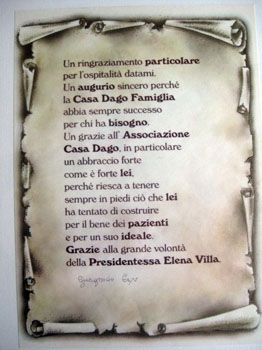 Un ringraziamento particolare
per l'ospitalità datami.
Un augurio sincero perché
la Casa Dago Famiglia
abbia sempre successo
per chi ha bisogno.
Un grazie all' Associazione
Casa Dago, in particolare
un abbraccio forte
come è forte lei,
perché riesca a tenere
sempre in piedi ciò che lei
ha tentato di costruire
per il bene dei pazienti
e per un suo ideale.
Grazie alla grande volontà
della Presidentessa Elena Villa.